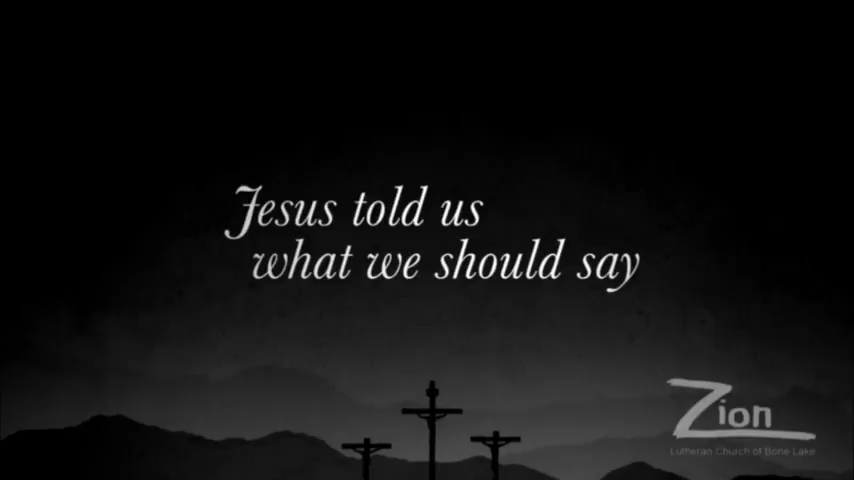 Jesus told us
what we should say
Zion
Lutheran Church of Bone Lake